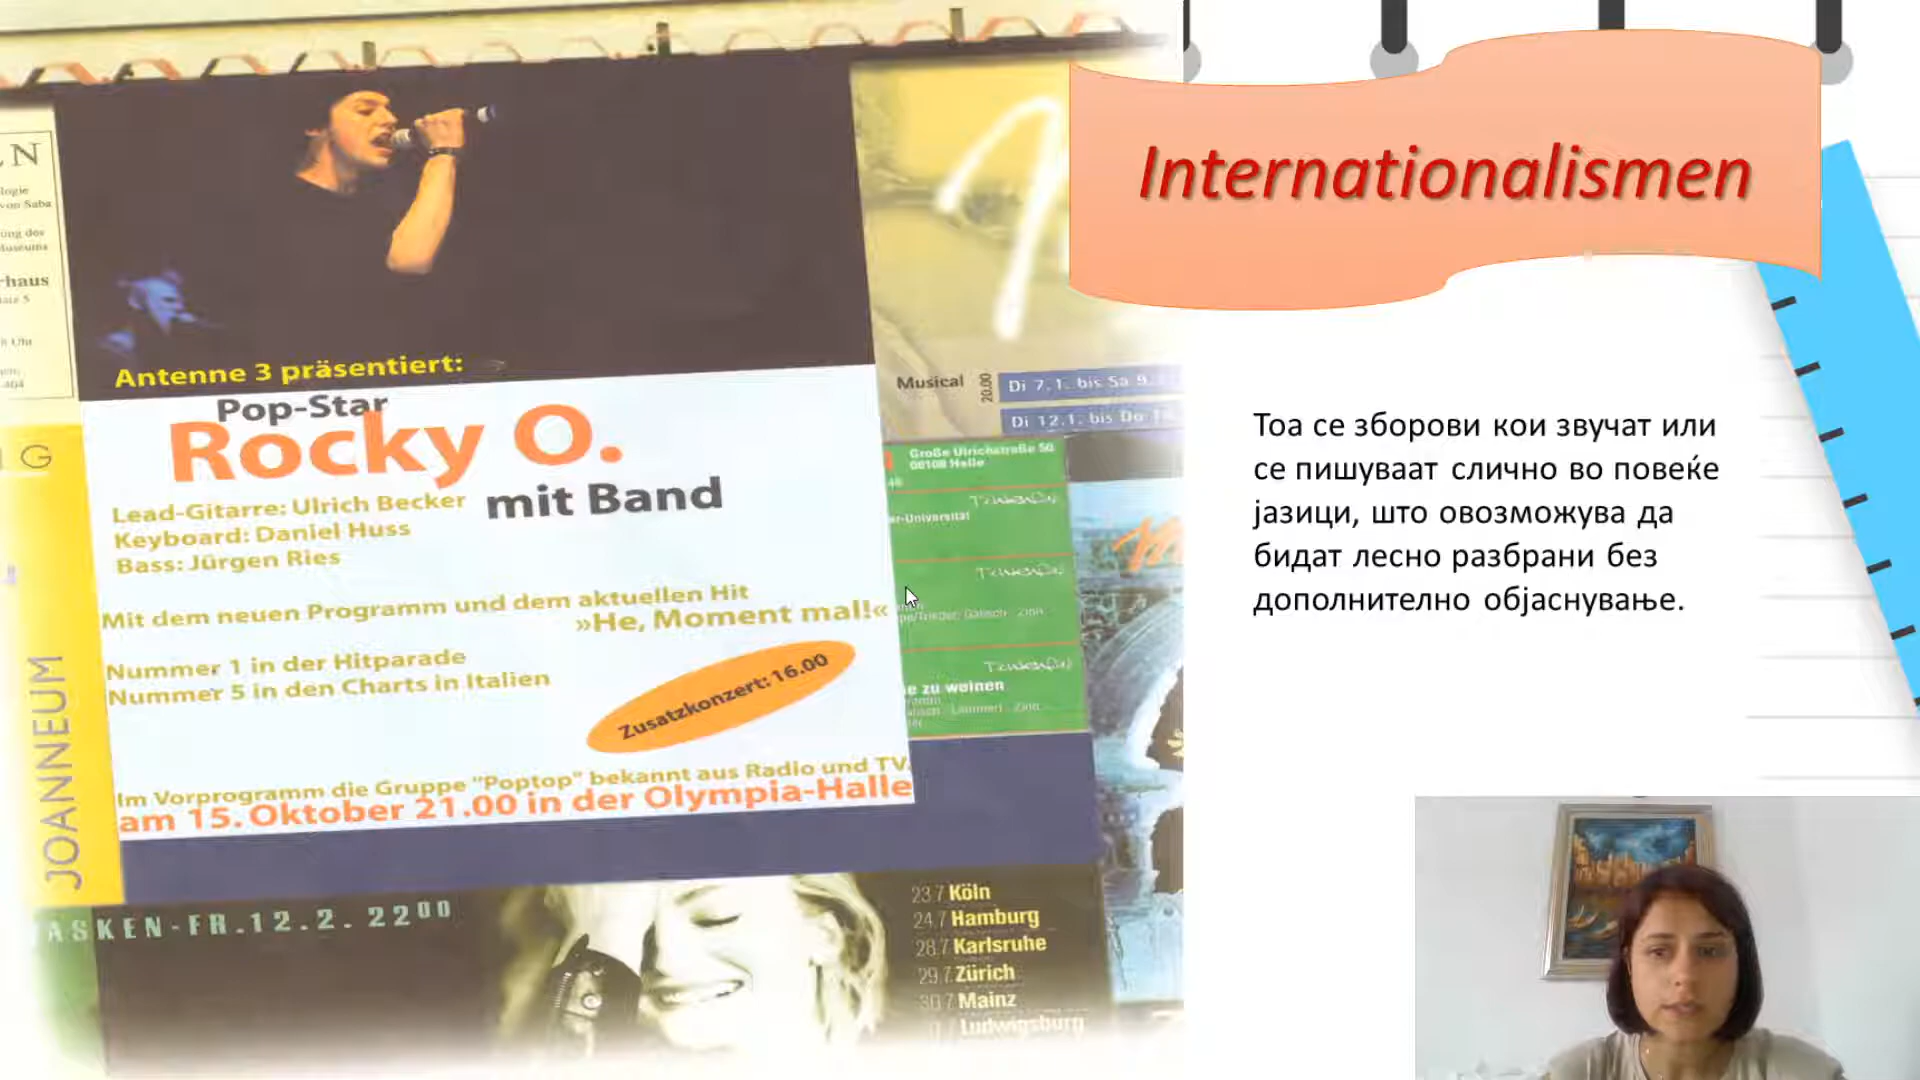 Internationalismen
Тоа се зборови кои звучат или
се пишуваат слично во повеќе
јазици, што овозможува да
бидат лесно разбрани без
дополнително објаснување.
Antenne 3 präsentiert:
Pop-Star
Rocky O.
mit Band
Lead-Gitarre: Ulrich Becker
Keyboard: Daniel Huss
Bass: Jürgen Ries
Mit dem neuen Programm und dem aktuellen Hit
»He, Moment mal!«
Nummer 1 in der Hitparade
Nummer 5 in den Charts in Italien
Zusatzkonzert: 16.00
Im Vorprogramm die Gruppe "Poptop" bekannt aus Radio und TV.
am 15. Oktober 21.00 in der Olympia-Halle
JOANNEUM
Musical
20.00
Di 7.1. bis Sa 9.
Di 12.1. bis Do
Große Ulrichstraße 50
06108 Halle
er-Universität
e zu weinen
ASKEN-FR.12.2. 2200
23.7 Köln
24.7 Hamburg
28.7 Karlsruhe
29.7 Zürich
30.7 Mainz
Ludwigsburg